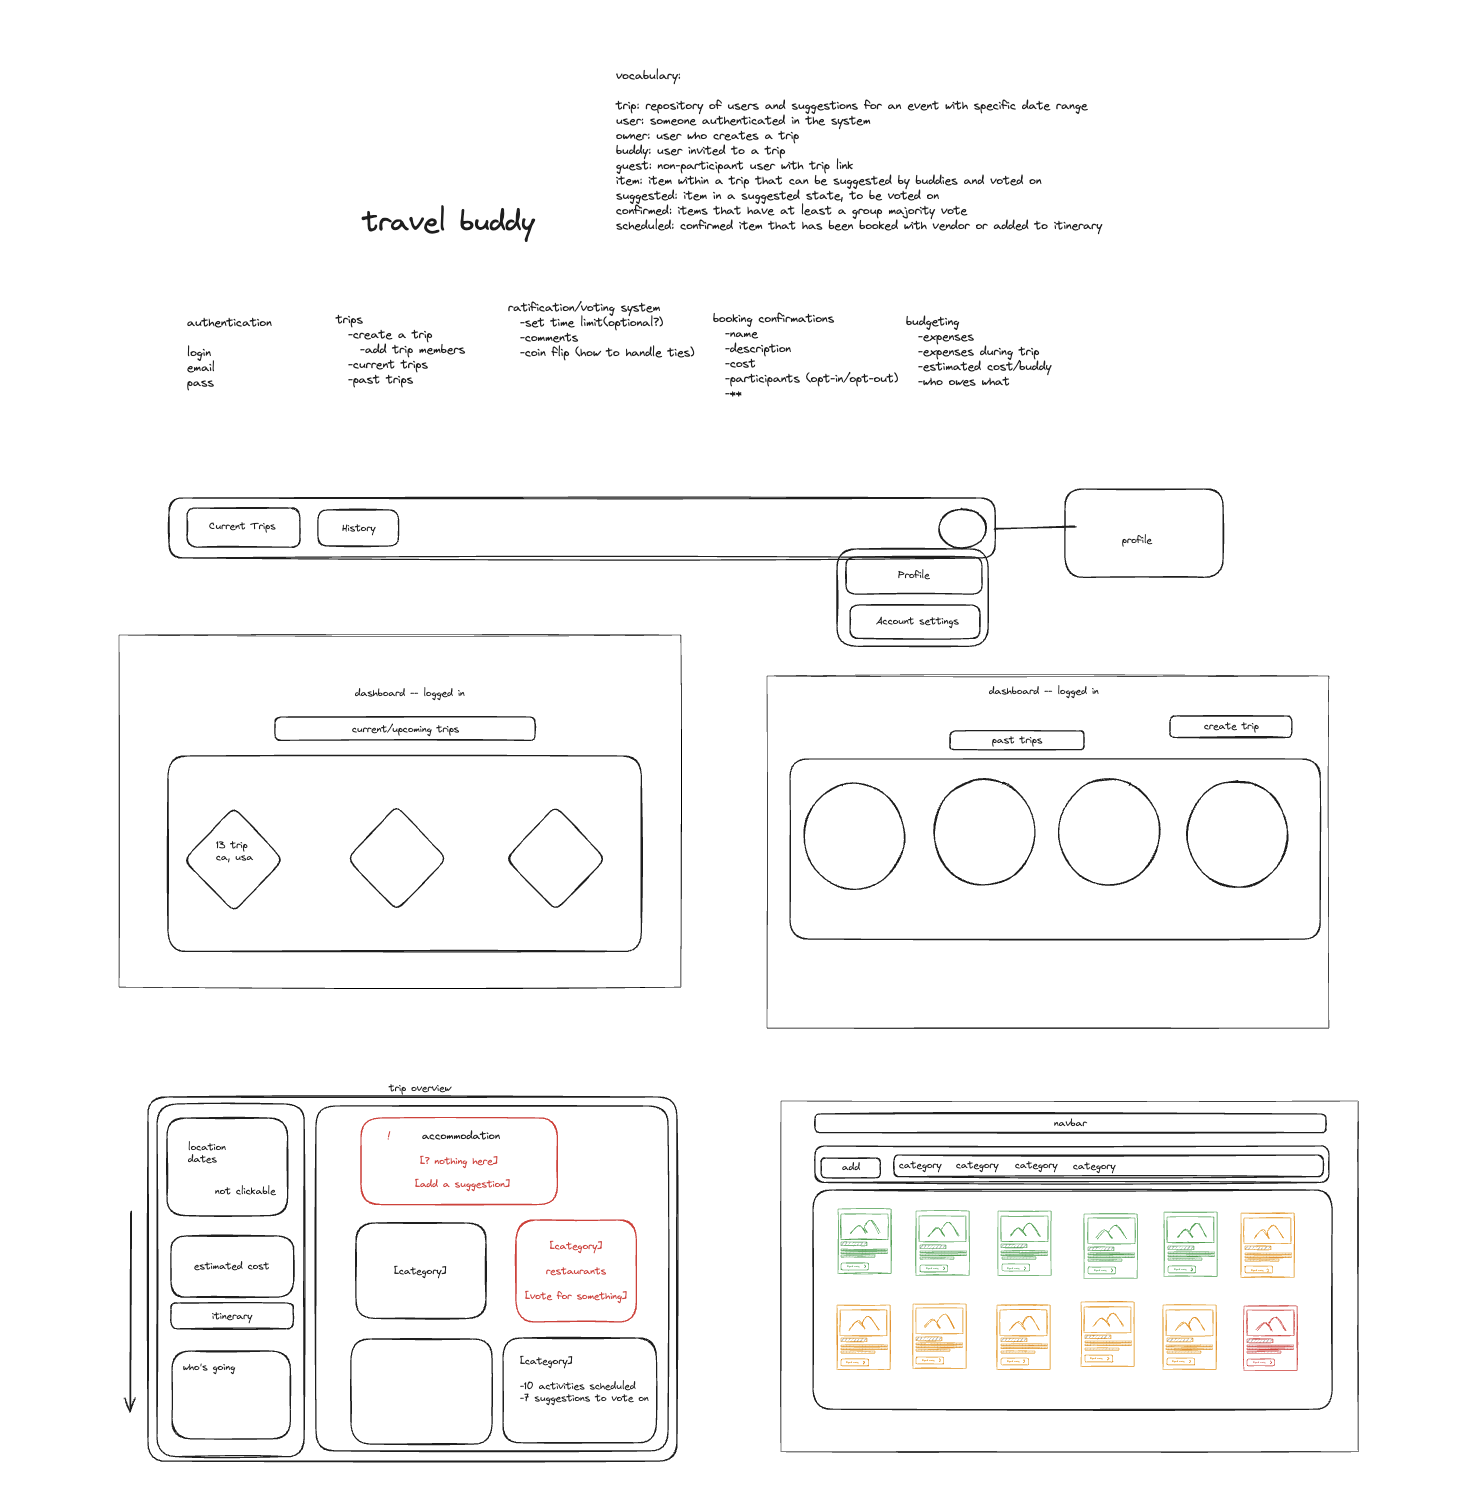 vocabulary:
trip: repository of users and suggestions for an event with specific date range
user: someone authenticated in the system
owner: user who creates a trip
buddy: user invited to a trip
guest: non-participant user with trip link
item: item within a trip that can be suggested by buddies and voted on
suggested: item in a suggested state, to be voted on
confirmed: items that have at least a group majority vote
scheduled: confirmed item that has been booked with vendor or added to itinerary
travel buddy
authentication
login
email
pass
trips
-create a trip
-add trip members
-current trips
-past trips
ratification/voting system
-set time limit(optional?)
-comments
-coin flip (how to handle ties)
booking confirmations
-name
-description
-cost
-participants (opt-in/opt-out)
-**
budgeting
-expenses
-expenses during trip
-estimated cost/buddy
-who owes what
Current Trips
History
profile
Profile
Account settings
dashboard -- logged in
current/upcoming trips
13 trip
ca, usa
dashboard -- logged in
create trip
past trips
trip overview
location
dates
not clickable
estimated cost
itinerary
who's going
! accommodation
[? nothing here]
[add a suggestion]
[category]
[category]
restaurants
[vote for something]
[category]
-10 activities scheduled
-7 suggestions to vote on
navbar
add
category category category category